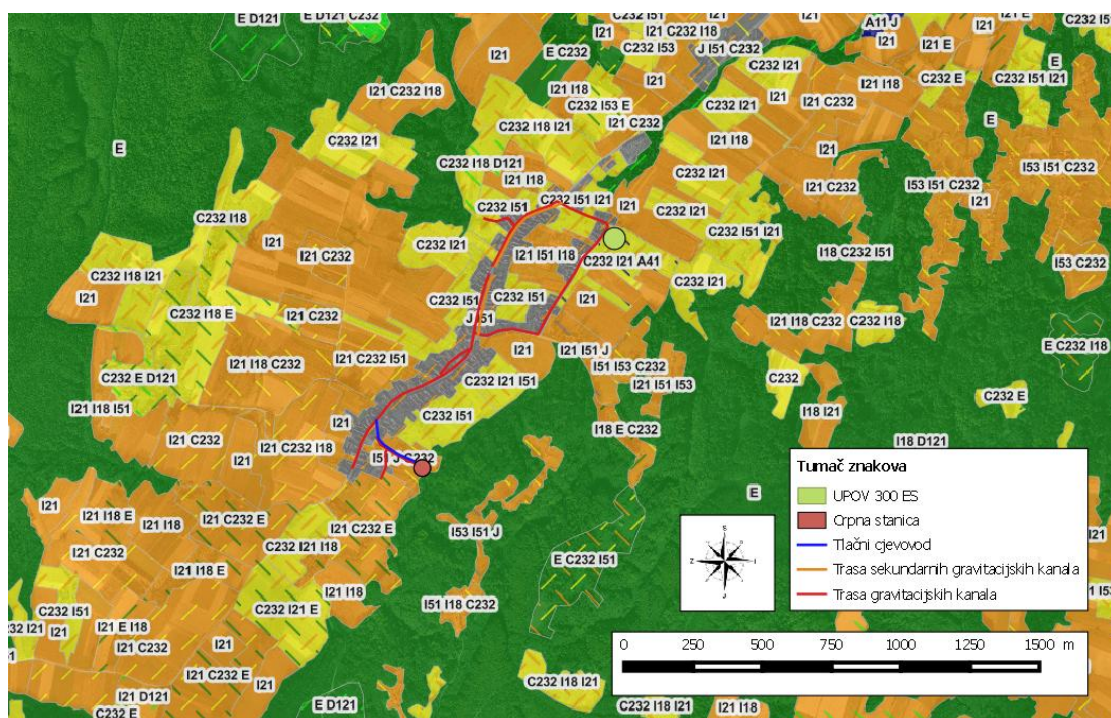 E D121
E D121 C232
C232 I51
I21
I21 C232 I18
C232 I53
J I51 C232
A11 J
I21
I21 E
C232 I5
I21
E C232
I21
I21
C232 I21
I21
I21 I18
C232 E
E
C232 I51 I21
I21 C232 I18
C232 I53 E
C232 I21
I21 C232
E
C232 I21
C232 I18 I21
I21 C232
I21 I18
I21
E
C232 I18 D121
I21 I18
C232 I21
I21 C232
I53 I51 C232
I53 I51 C232
C232 I18
C232 I51
C232 I51 I21
I21
I21
C232 I51 I21
I21
I21 C232
C232 I21
I21 I51 I18
C232 I21 A41
I18 C232 I51
I53 C232
C232 I18 I21
I21
C232 I51
C232 I51
I21
C232 I21
C232 I18 E
I21 C232
J I51
I21 I18 C232
C232 I18
E C232 I18
I21 C232 I51
I21
I21 I51 J
I21 I18 C232
I51 I53 C232
C232 E D121
C232 I21 I51
I21 I51 I53
C232
C232 E
I21 I18 I51
I21
C232 I51
I18 I21
I18 E C232
I21 C232
I21 C232 I18
I18 D121
I21
I51 J C232
I21 I18 E
I21 I18
I21 C232 E
I21 C232 E
I53 I51 J
E
I21 C232
C232 I21 I18
I21 I18 E
E C232 I51
I21 I18
C232 I51
C232 I21 E
I51 I18 C232
I21
I21 E I18
I21 C232
I21
I21 C232 E
I21
I21 D121
C232 E
E D121
C232 I18 I21
C232 I18 I21
I21 I18
Tumač znakova
UPOV 300 ES
Crpna stanica
Tlačni cjevovod
Trasa sekundarnih gravitacijskih kanala
Trasa gravitacijskih kanala
S
Z
I
J
0 250 500 750 1000 1250 1500 m